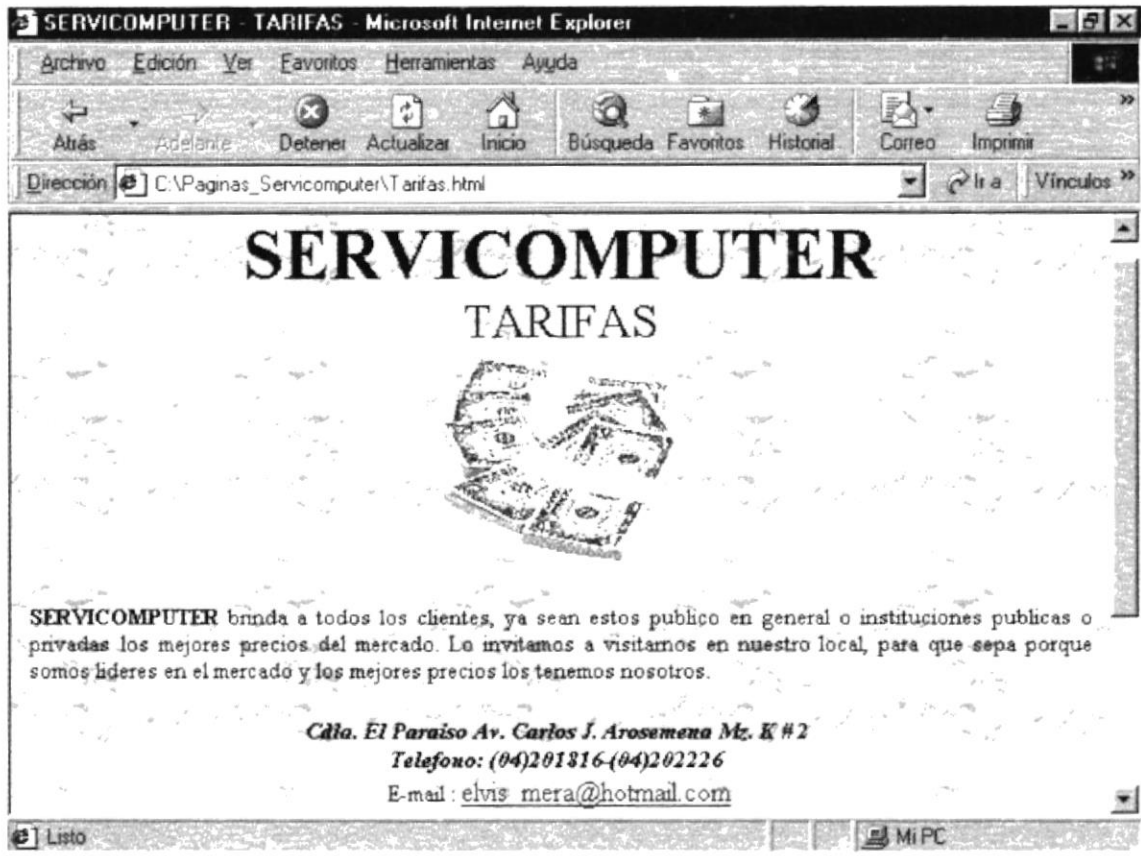 SERVICOMPUTER - TARIFAS - Microsoft Internet Explorer
Archivo Edición Ver Favoritos Herramientas Ayuda
Atrás Adelante Detener Actualizar Inicio Búsqueda Favoritos Historial Correo Imprimir
Dirección C:\Paginas_Servicomputer\Tarifas.html Ir a Vínculos
SERVICOMPUTER
TARIFAS
SERVICOMPUTER brinda a todos los clientes, ya sean estos publico en general o instituciones publicas o
privadas los mejores precios del mercado. Lo invitamos a visitarnos en nuestro local, para que sepa porque
somos lideres en el mercado y los mejores precios los tenemos nosotros.
Cdla. El Paraiso Av. Carlos J. Arosemena Mz. K # 2
Telefono: (04)201816-(04)202226
E-mail : elvis_mera@hotmail.com
Listo Mi PC